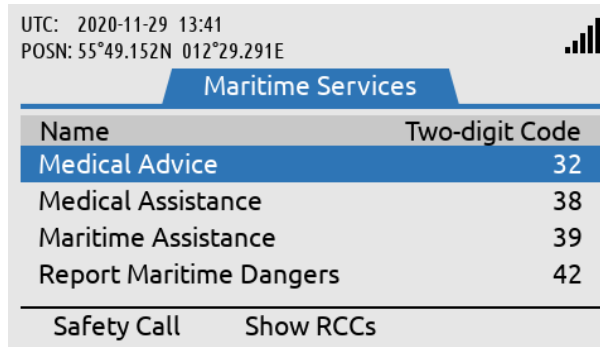 UTC: 2020-11-29 13:41
POSN: 55°49.152N 012°29.291E
Maritime Services
Name Two-digit Code
Medical Advice 32
Medical Assistance 38
Maritime Assistance 39
Report Maritime Dangers 42
Safety Call Show RCCs